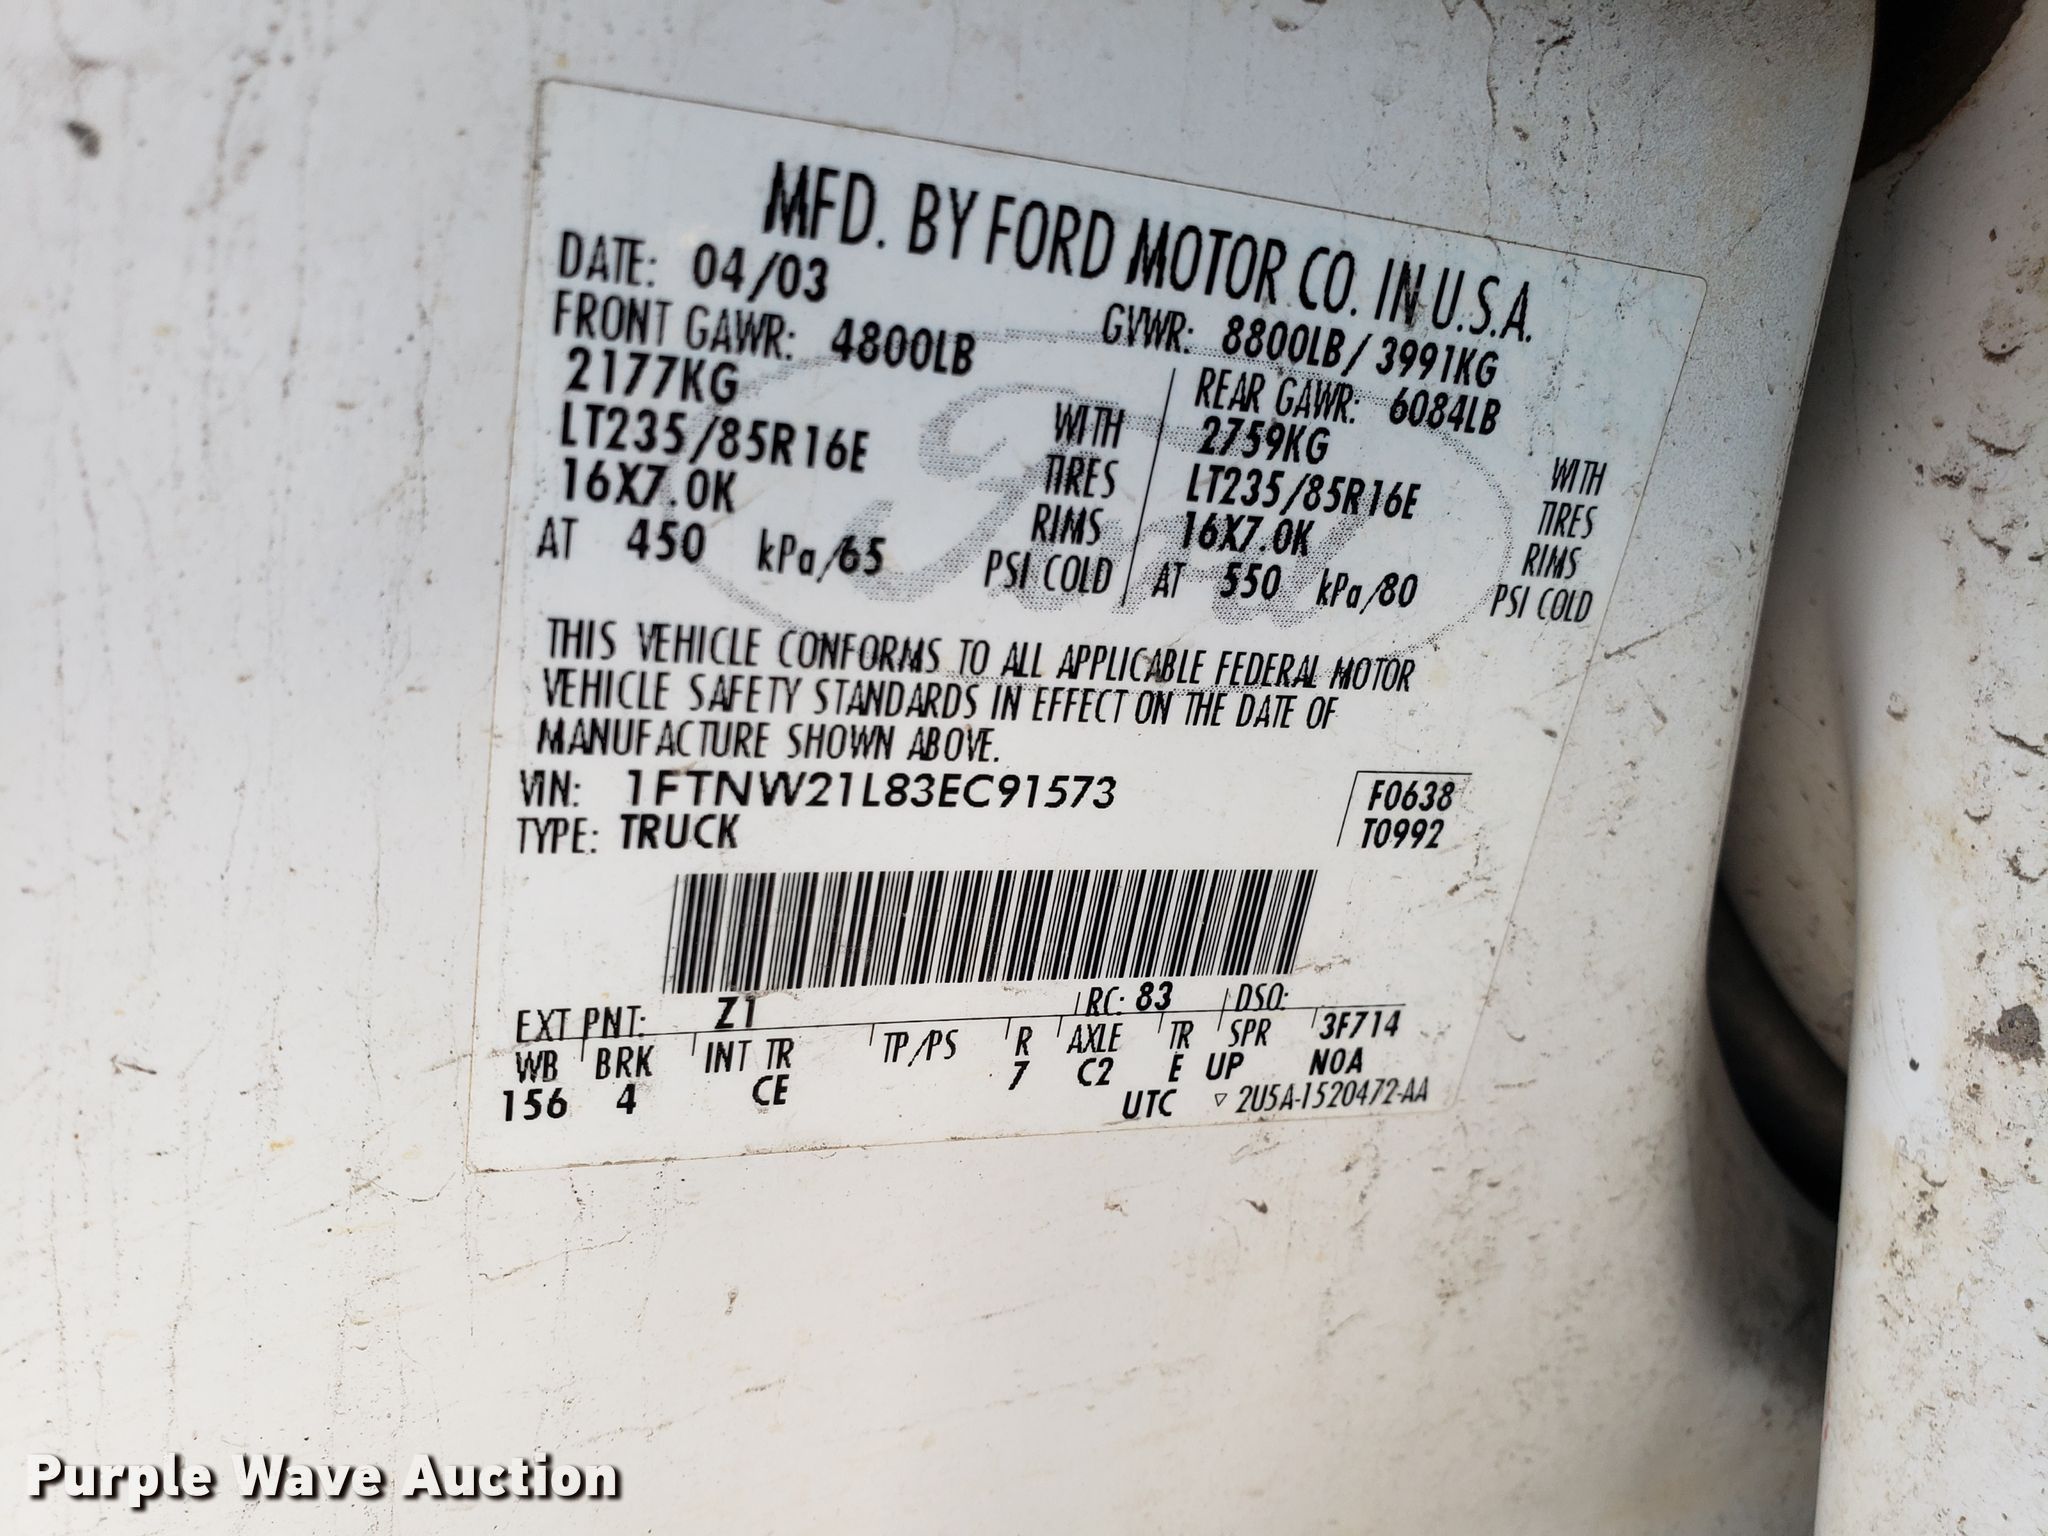 MFD. BY FORD MOTOR CO. IN U.S.A.
DATE: 04/03
GVWR: 8800LB/ 3991KG
FRONT GAWR: 4800LB
2177KG WITH
LT235/85R16E TIRES
16X7.0K RIMS
AT 450 kPa/65 PSI COLD
REAR GAWR: 6084LB
2759KG WITH
LT235/85R16E TIRES
16X7.0K RIMS
AT 550 kPa/80 PSI COLD
Ford
THIS VEHICLE CONFORMS TO ALL APPLICABLE FEDERAL MOTOR
VEHICLE SAFETY STANDARDS IN EFFECT ON THE DATE OF
MANUFACTURE SHOWN ABOVE.
VIN: 1FTNW21L83EC91573
TYPE: TRUCK
F0638
T0992
EXT PNT: Z1 RC: 83 DSO:
WB BRK INT TR TP/PS R AXLE TR SPR 3F714
156 4 CE 7 C2 E UP N0A
UTC ▽ 2U5A-1520472-AA
Purple Wave Auction